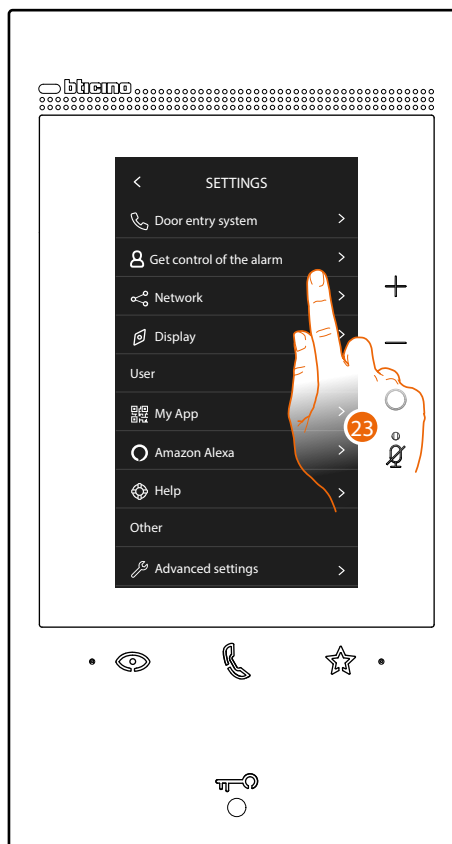 bticino
SETTINGS
Door entry system
Get control of the alarm
Network
Display
User
My App
23
Amazon Alexa
Help
Other
Advanced settings